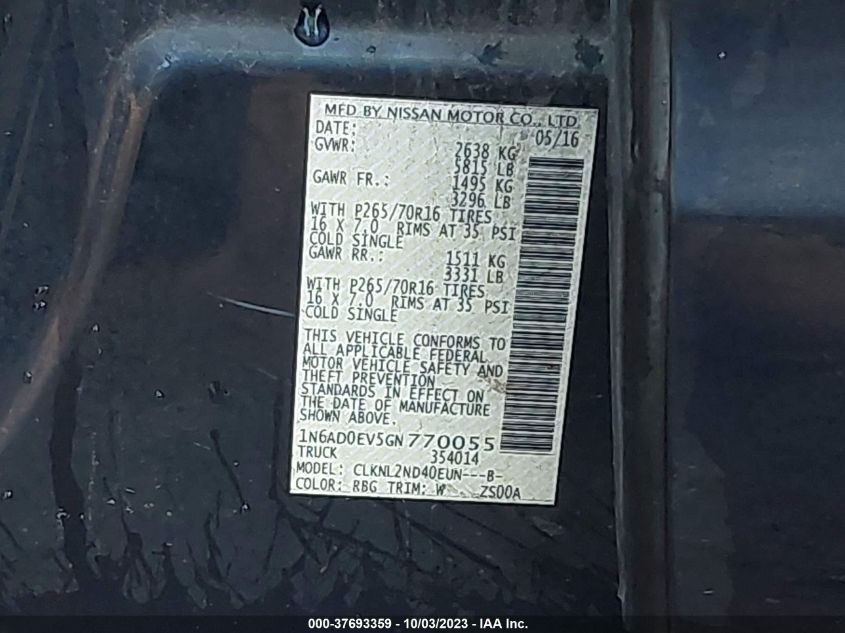 MFD BY NISSAN MOTOR CO., LTD
DATE: 05/16
GVWR: 2638 KG
5815 LB
GAWR FR.: 1495 KG
3296 LB
WITH P265/70R16 TIRES
16 X 7.0 RIMS AT 35 PSI
COLD SINGLE
GAWR RR.: 1511 KG
3331 LB
WITH P265/70R16 TIRES
16 X 7.0 RIMS AT 35 PSI
COLD SINGLE
THIS VEHICLE CONFORMS TO
ALL APPLICABLE FEDERAL
MOTOR VEHICLE SAFETY AND
THEFT PREVENTION
STANDARDS IN EFFECT ON
THE DATE OF MANUFACTURE
SHOWN ABOVE.
1N6AD0EV5GN770055
TRUCK 354014
MODEL: CLKNL2ND40EUN---B-
COLOR: RBG TRIM: W ZS00A
000-37693359 - 10/03/2023 - IAA Inc.